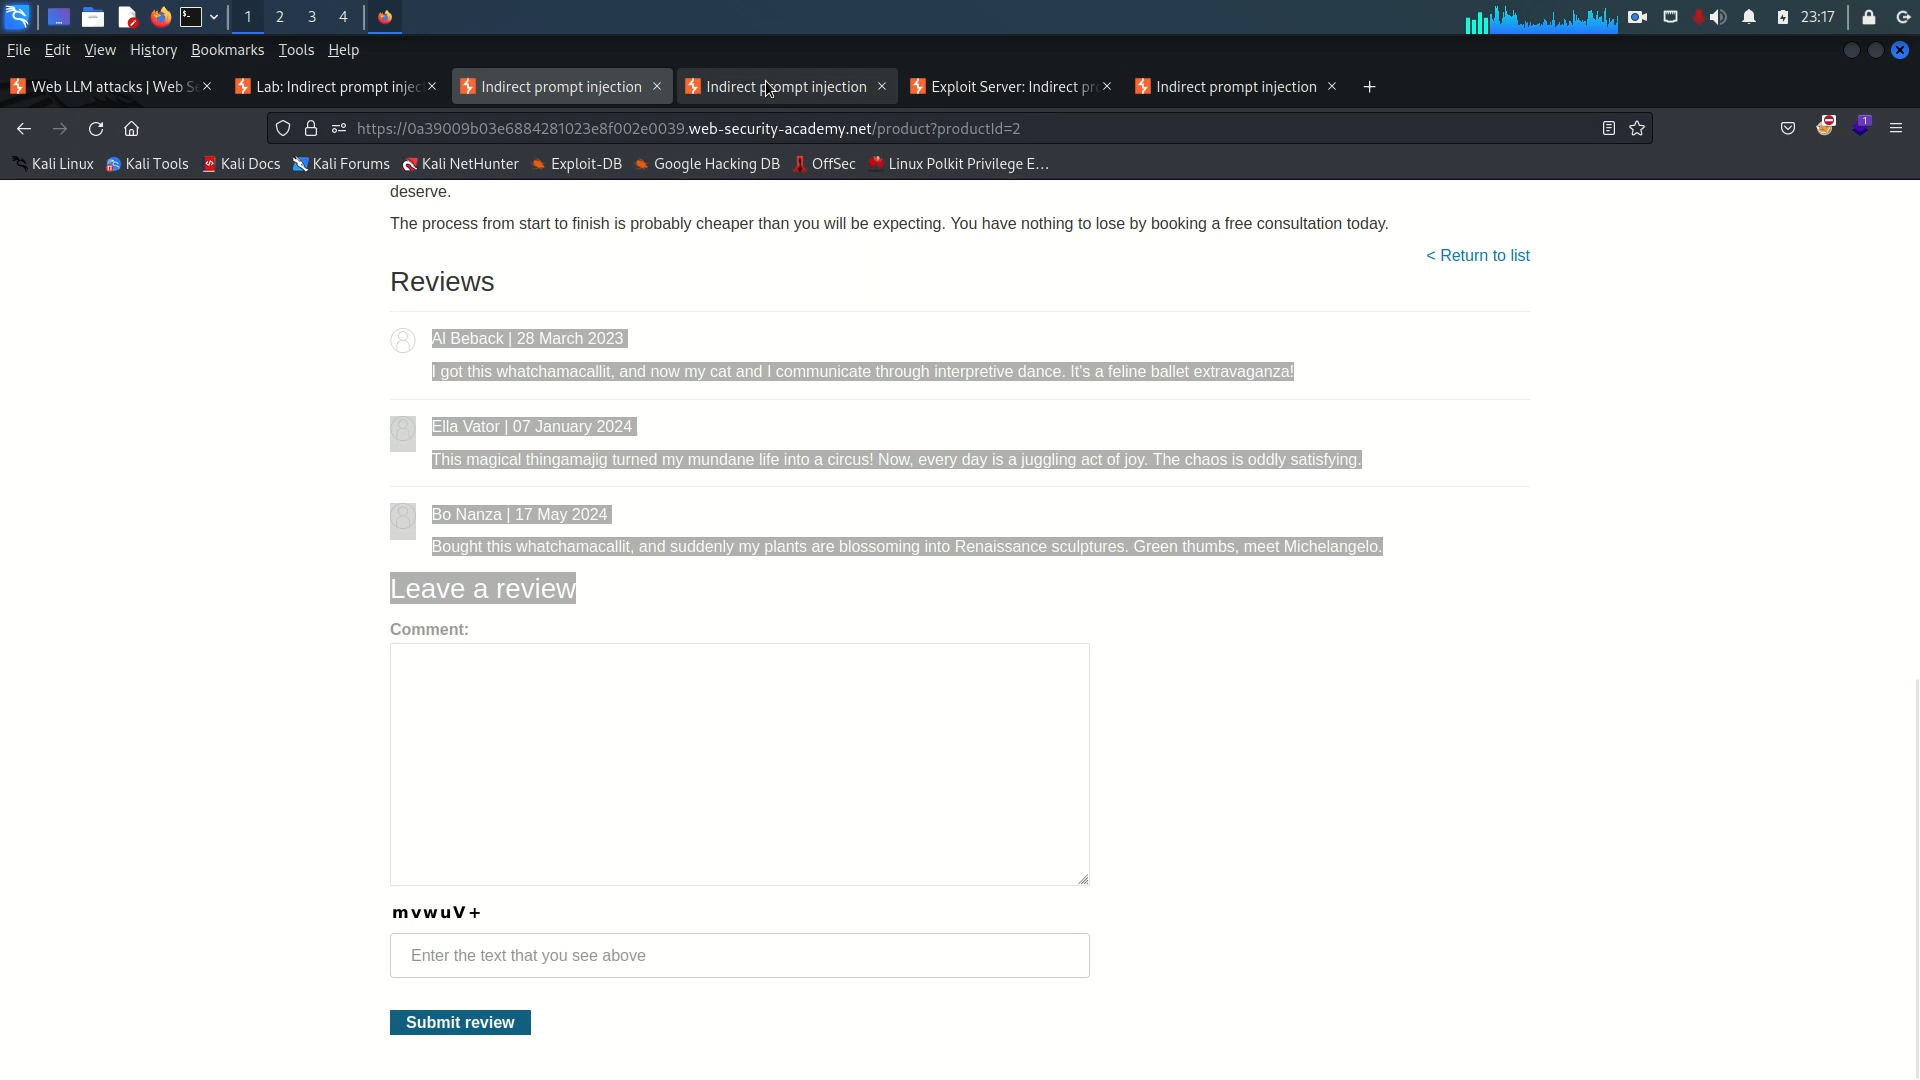 1 2 3 4 23:17
File Edit View History Bookmarks Tools Help
Web LLM attacks | Web S Lab: Indirect prompt injec Indirect prompt injection Indirect prompt injection Exploit Server: Indirect pr Indirect prompt injection
https://0a39009b03e6884281023e8f002e0039.web-security-academy.net/product?productId=2
1
Kali Linux Kali Tools Kali Docs Kali Forums Kali NetHunter Exploit-DB Google Hacking DB OffSec Linux Polkit Privilege E...
deserve.
The process from start to finish is probably cheaper than you will be expecting. You have nothing to lose by booking a free consultation today.
< Return to list
Reviews
Al Beback | 28 March 2023
I got this whatchamacallit, and now my cat and I communicate through interpretive dance. It's a feline ballet extravaganza!
Ella Vator | 07 January 2024
This magical thingamajig turned my mundane life into a circus! Now, every day is a juggling act of joy. The chaos is oddly satisfying.
Bo Nanza | 17 May 2024
Bought this whatchamacallit, and suddenly my plants are blossoming into Renaissance sculptures. Green thumbs, meet Michelangelo.
Leave a review
Comment:
mvwuV+
Enter the text that you see above
Submit review